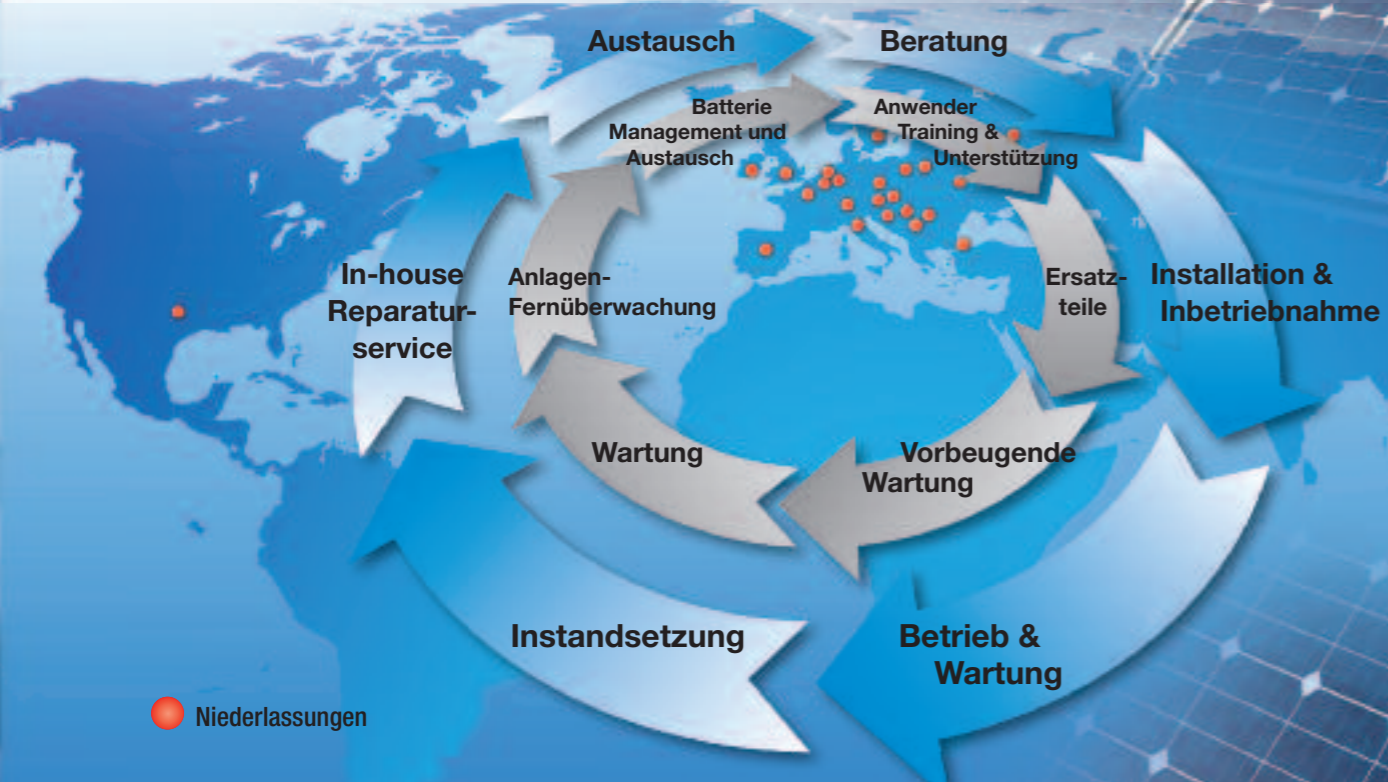 Austausch
Beratung
Batterie
Management und
Austausch
Anwender
Training &
Unterstützung
In-house
Reparatur-
service
Anlagen-
Fernüberwachung
Ersatz-
teile
Installation &
Inbetriebnahme
Wartung
Vorbeugende
Wartung
Instandsetzung
Betrieb &
Wartung
Niederlassungen